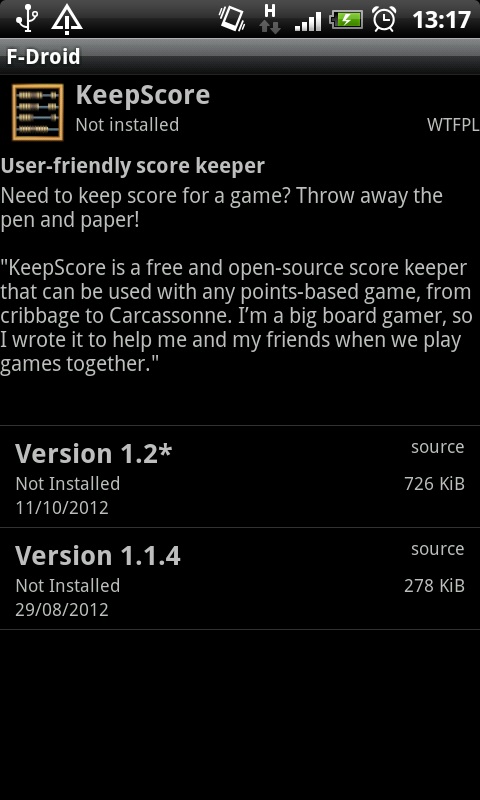 H 13:17
F-Droid
KeepScore
Not installed WTFPL
User-friendly score keeper
Need to keep score for a game? Throw away the
pen and paper!
"KeepScore is a free and open-source score keeper
that can be used with any points-based game, from
cribbage to Carcassonne. I’m a big board gamer, so
I wrote it to help me and my friends when we play
games together."
Version 1.2* source
Not Installed 726 KiB
11/10/2012
Version 1.1.4 source
Not Installed 278 KiB
29/08/2012